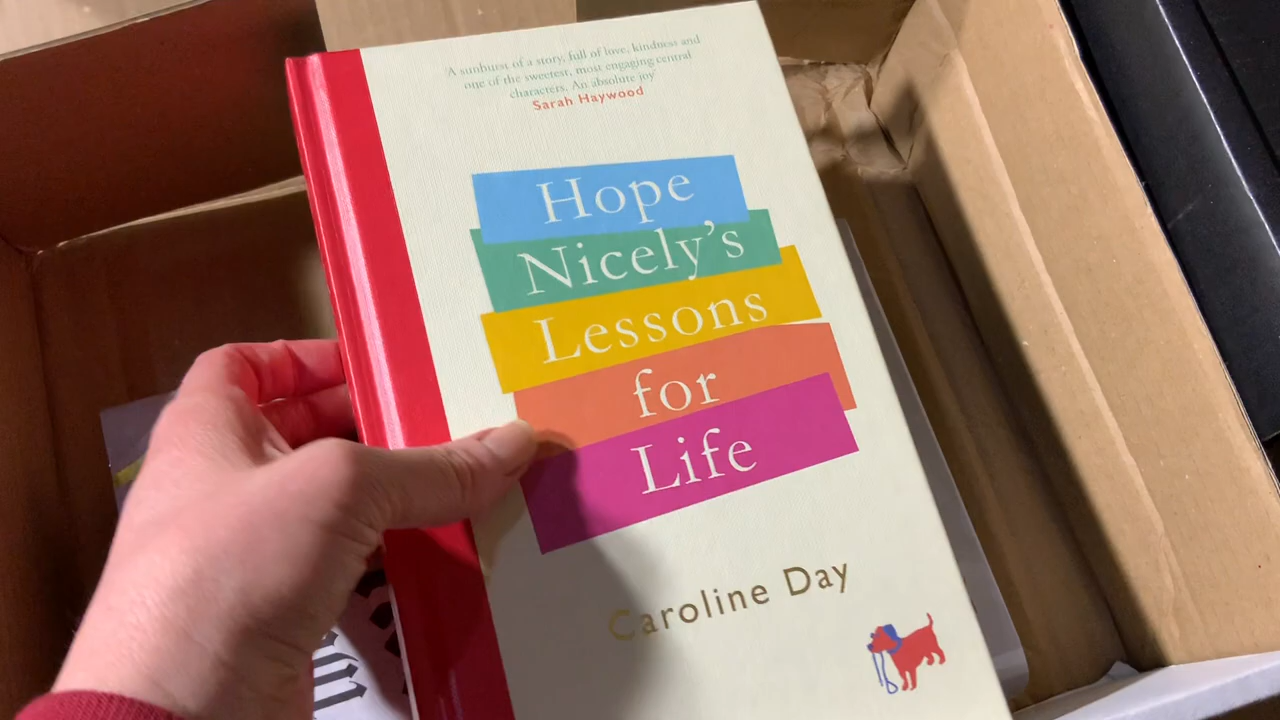 A sunburst of a story, full of love, kindness and
one of the sweetest, most engaging central
characters. An absolute joy'
Sarah Haywood
Hope
Nicely's
Lessons
for
Life
Caroline Day